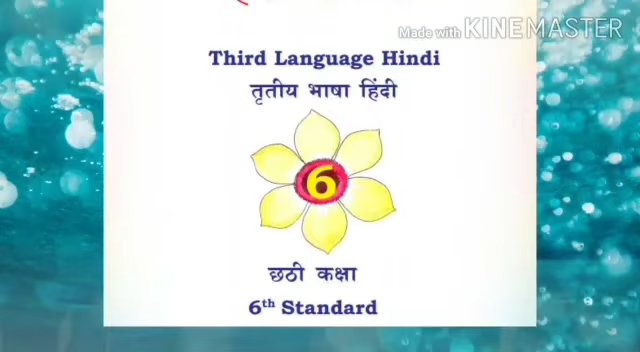 Made with KINEMASTER
Third Language Hindi
तृतीय भाषा हिंदी
6
छठी कक्षा
6th Standard